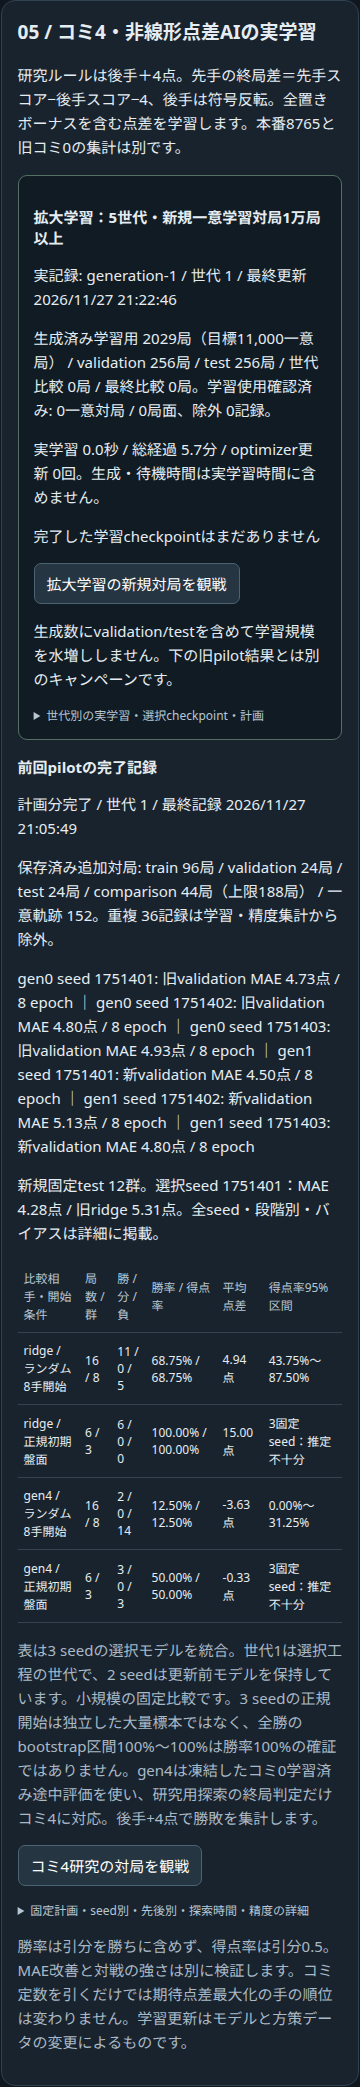 05 / コミ4・非線形点差AIの実学習
研究ルールは後手＋4点。先手の終局差＝先手ス
コア−後手スコア−4、後手は符号反転。全置き
ボーナスを含む点差を学習します。本番8765と
旧コミ0の集計は別です。
拡大学習：5世代・新規一意学習対局1万局
以上
実記録: generation-1 / 世代 1 / 最終更新
2026/11/27 21:22:46
生成済み学習用 2029局（目標11,000一意
局） / validation 256局 / test 256局 / 世代
比較 0局 / 最終比較 0局。学習使用確認済
み: 0一意対局 / 0局面、除外 0記録。
実学習 0.0秒 / 総経過 5.7分 / optimizer更
新 0回。生成・待機時間は実学習時間に含
めません。
完了した学習checkpointはまだありません
拡大学習の新規対局を観戦
生成数にvalidation/testを含めて学習規模
を水増ししません。下の旧pilot結果とは別
のキャンペーンです。
▶ 世代別の実学習・選択checkpoint・計画
前回pilotの完了記録
計画分完了 / 世代 1 / 最終記録 2026/11/27
21:05:49
保存済み追加対局: train 96局 / validation 24局 /
test 24局 / comparison 44局（上限188局） / 一
意軌跡 152。重複 36記録は学習・精度集計から
除外。
gen0 seed 1751401: 旧validation MAE 4.73点 /
8 epoch ｜ gen0 seed 1751402: 旧validation
MAE 4.80点 / 8 epoch ｜ gen0 seed 1751403:
旧validation MAE 4.93点 / 8 epoch ｜ gen1
seed 1751401: 新validation MAE 4.50点 / 8
epoch ｜ gen1 seed 1751402: 新validation
MAE 5.13点 / 8 epoch ｜ gen1 seed 1751403:
新validation MAE 4.80点 / 8 epoch
新規固定test 12群。選択seed 1751401：MAE
4.28点 / 旧ridge 5.31点。全seed・段階別・バ
イアスは詳細に掲載。
比較相手・開始条件 局数 / 群 勝 / 分 / 負 勝率 / 得点率 平均点差 得点率95%区間
ridge / ランダム8手開始 16 / 8 11 / 0 / 5 68.75% / 68.75% 4.94点 43.75%〜87.50%
ridge / 正規初期盤面 6 / 3 6 / 0 / 0 100.00% / 100.00% 15.00点 3固定seed：推定不十分
gen4 / ランダム8手開始 16 / 8 2 / 0 / 14 12.50% / 12.50% -3.63点 0.00%〜31.25%
gen4 / 正規初期盤面 6 / 3 3 / 0 / 3 50.00% / 50.00% -0.33点 3固定seed：推定不十分
表は3 seedの選択モデルを統合。世代1は選択工
程の世代で、2 seedは更新前モデルを保持して
います。小規模の固定比較です。3 seedの正規
開始は独立した大量標本ではなく、全勝の
bootstrap区間100%〜100%は勝率100%の確証
ではありません。gen4は凍結したコミ0学習済
み途中評価を使い、研究用探索の終局判定だけ
コミ4に対応。後手+4点で勝敗を集計します。
コミ4研究の対局を観戦
▶ 固定計画・seed別・先後別・探索時間・精度の詳細
勝率は引分を勝ちに含めず、得点率は引分0.5。
MAE改善と対戦の強さは別に検証します。コミ
定数を引くだけでは期待点差最大化の手の順位
は変わりません。学習更新はモデルと方策デー
タの変更によるものです。